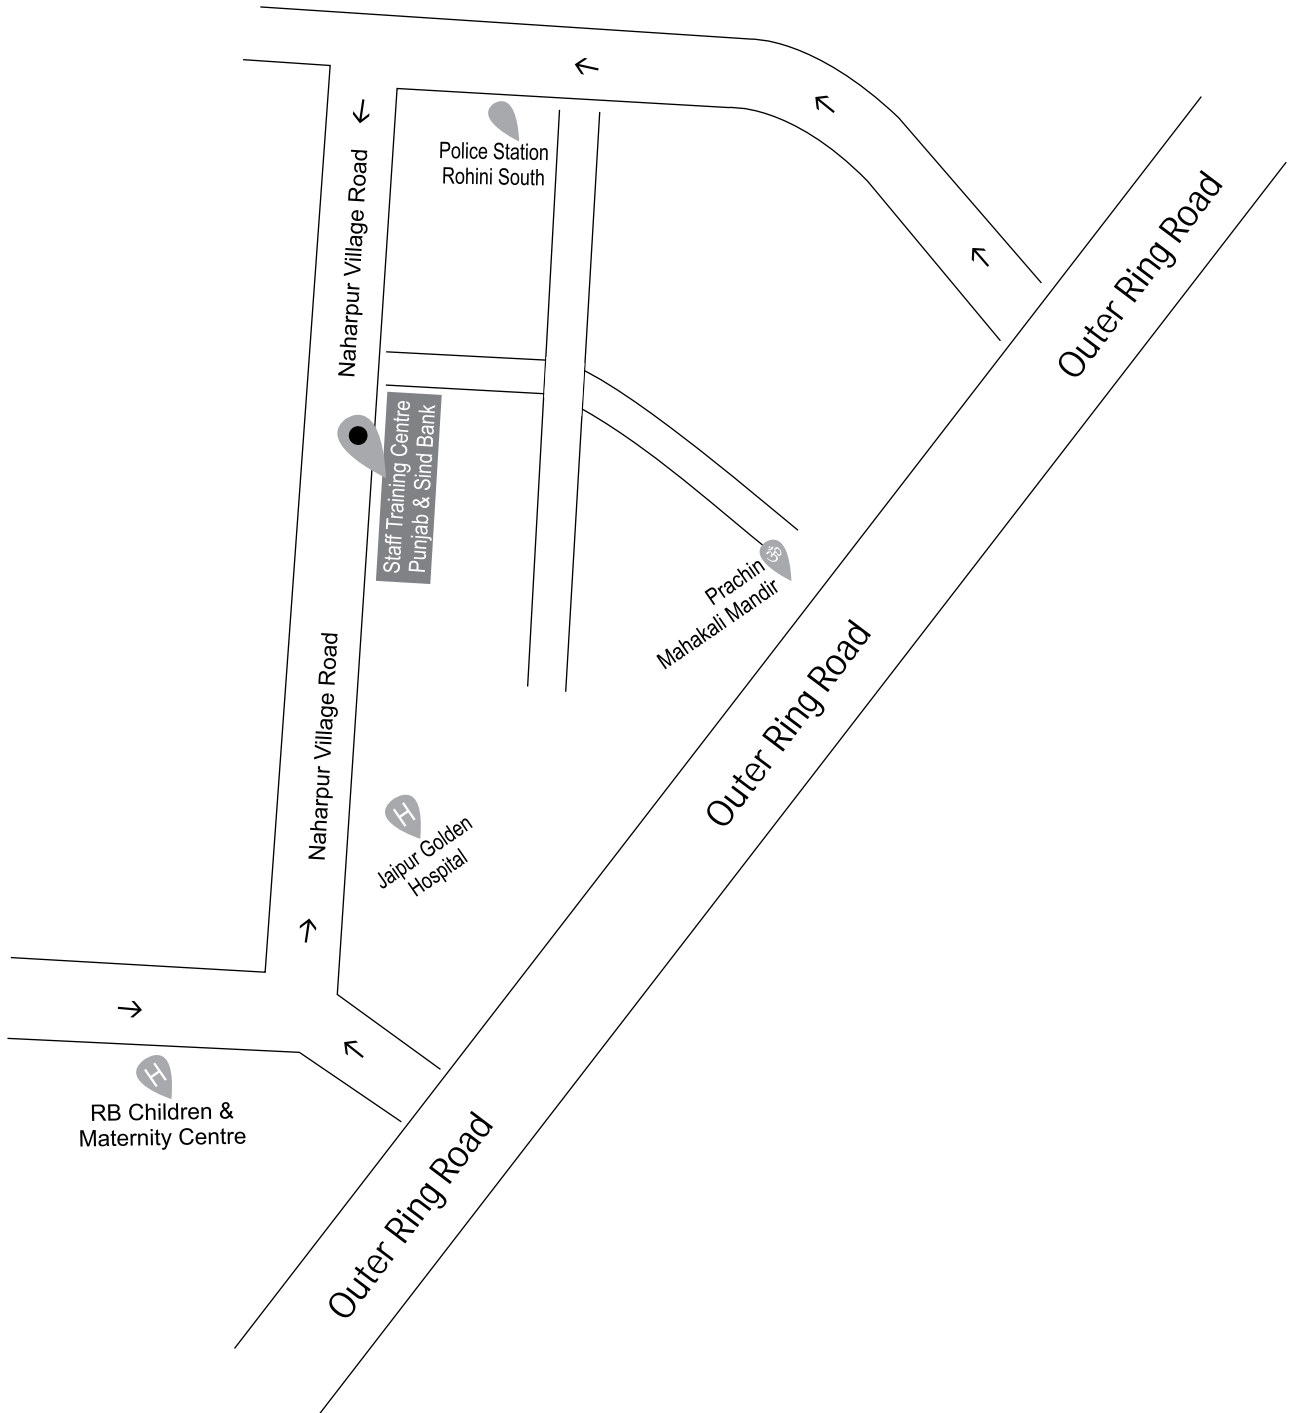 Police Station
Rohini South
Naharpur Village Road
Outer Ring Road
Staff Training Centre
Punjab & Sind Bank
ॐ
Prachin
Mahakali Mandir
Outer Ring Road
Naharpur Village Road
H
Jaipur Golden
Hospital
H
RB Children &
Maternity Centre
Outer Ring Road